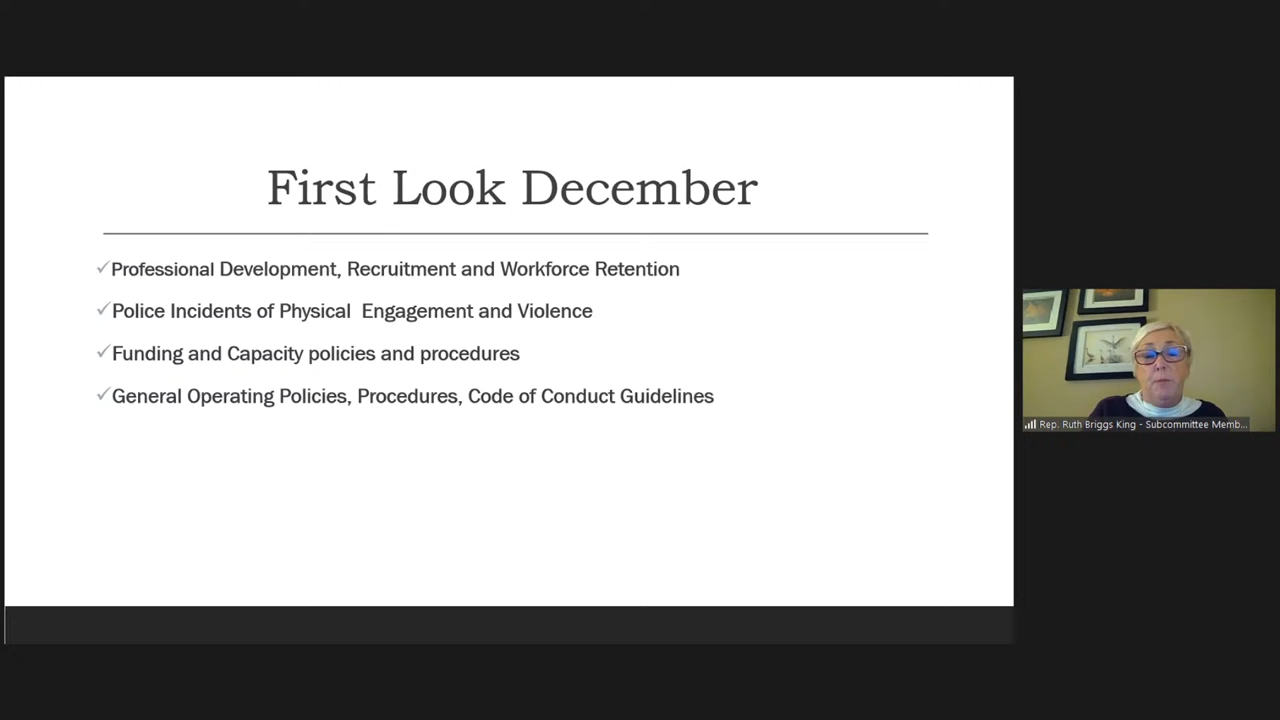 First Look December
Professional Development, Recruitment and Workforce Retention
Police Incidents of Physical  Engagement and Violence
Funding and Capacity policies and procedures
General Operating Policies, Procedures, Code of Conduct Guidelines
Rep. Ruth Briggs King - Subcommittee Memb...